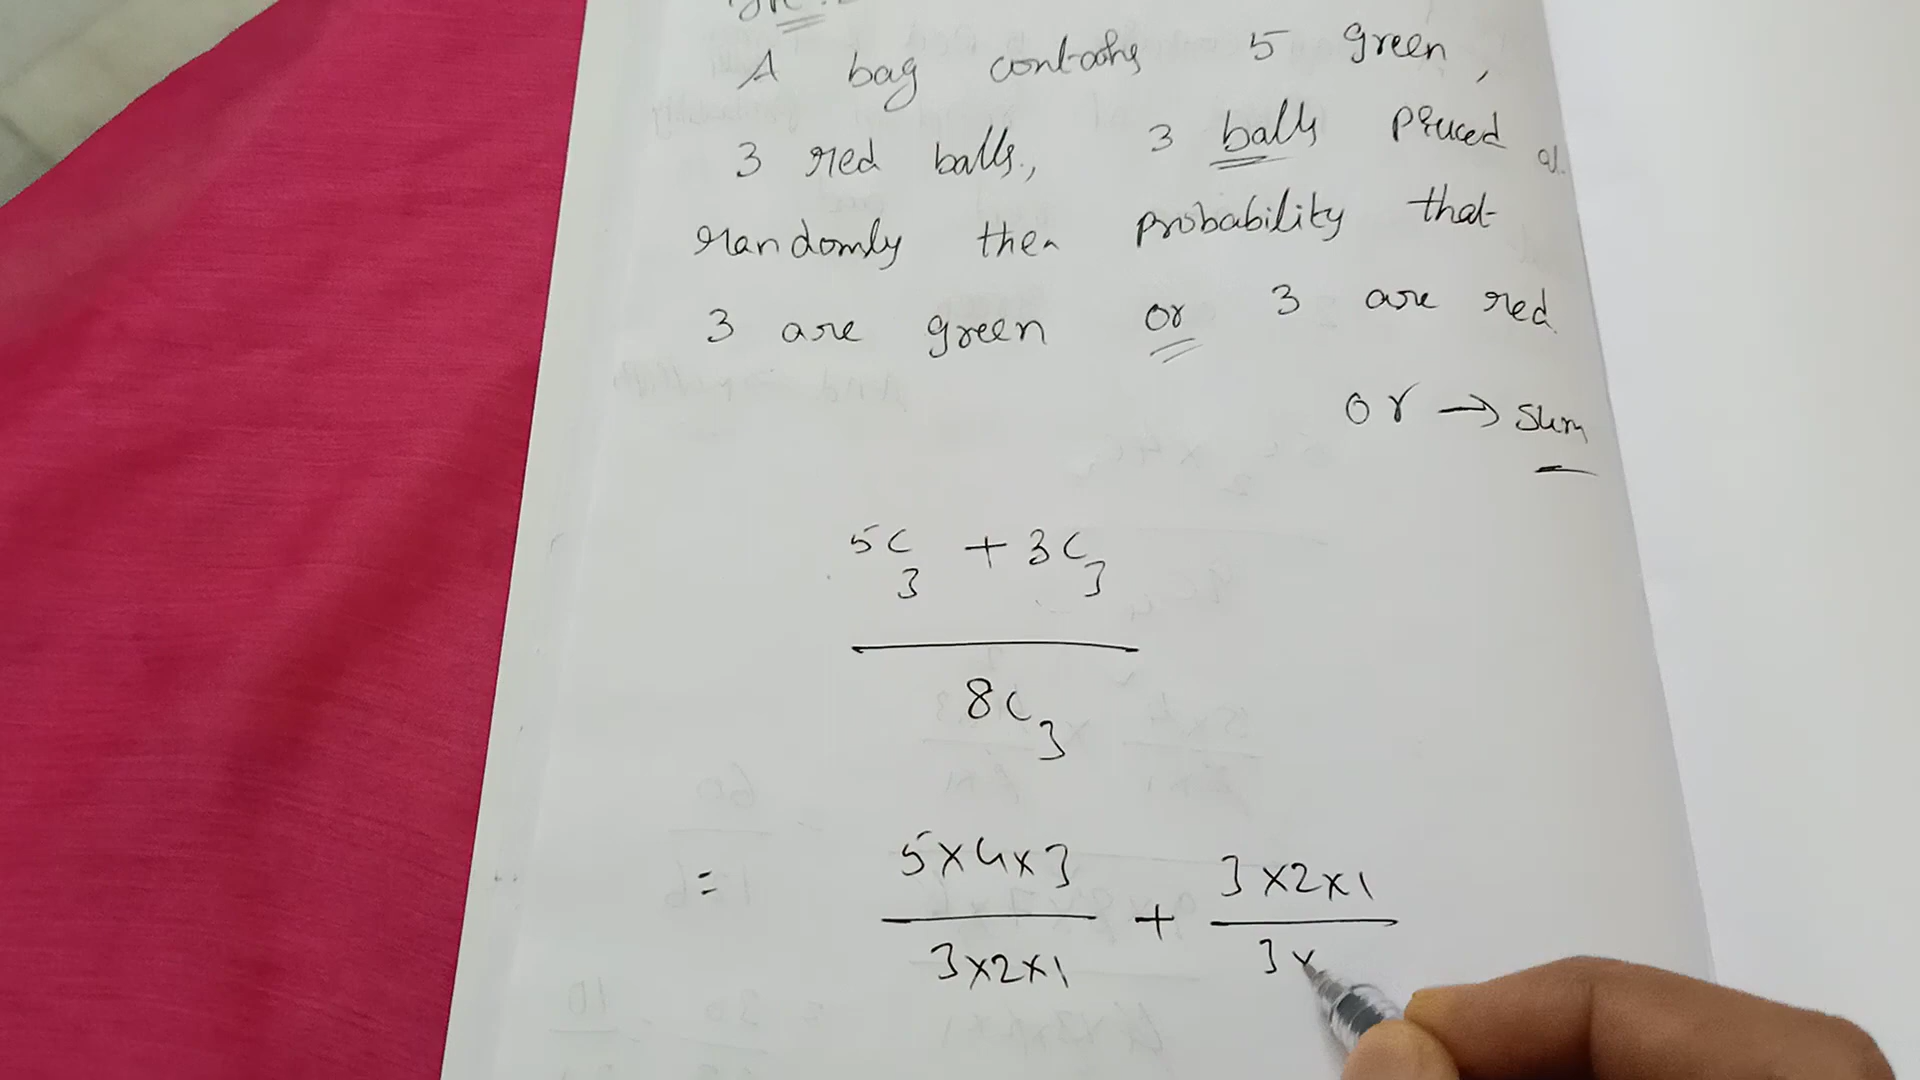 A bag contains 5 green,
3 red balls, 3 balls picked
randomly then probability that
3 are green or 3 are red
or → sum
5C3 + 3C3
8C3
= 5×4×3 + 3×2×1
3×2×1 3×